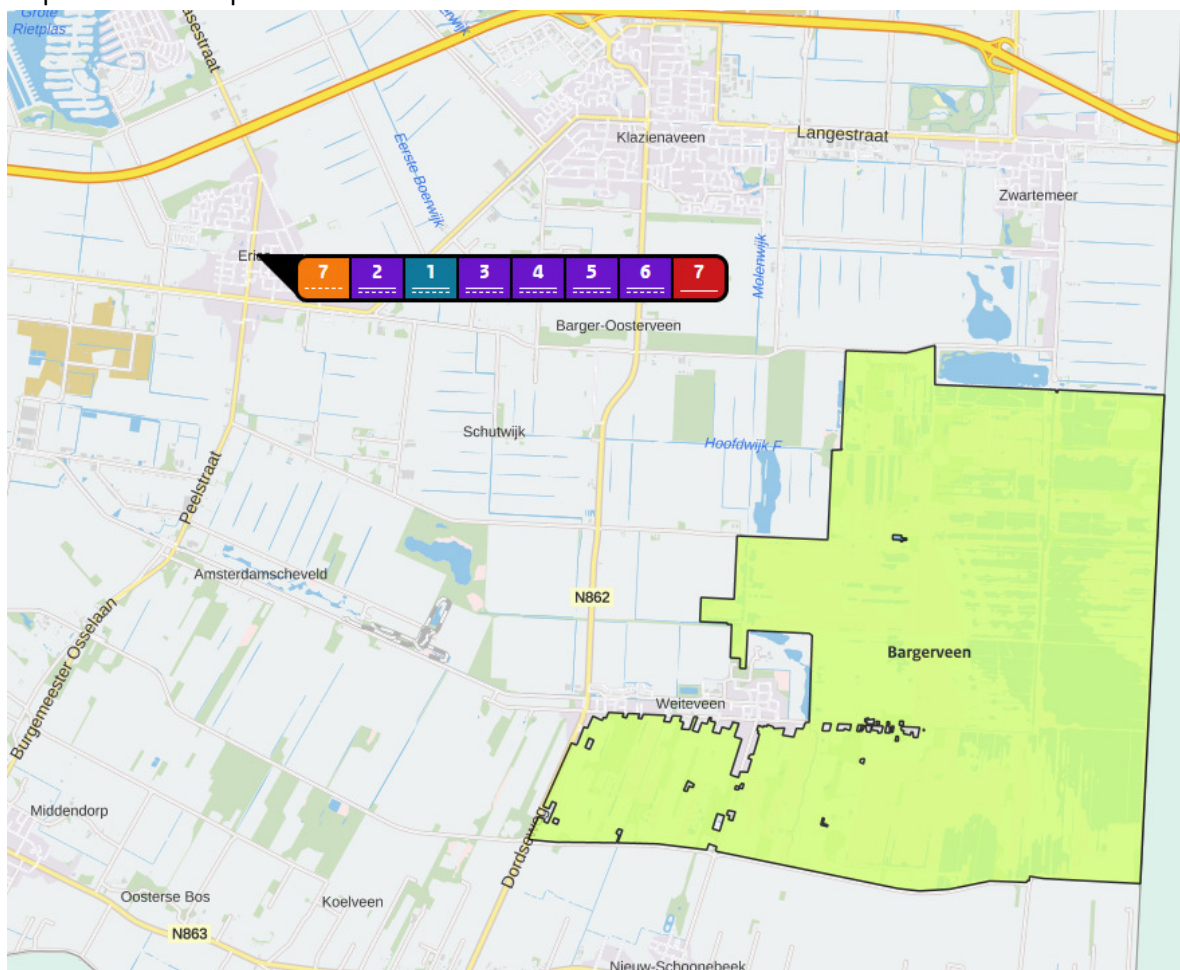 Grote
Rietplas
Klazienaveen
Langestraat
Eerste Boerwijk
Zwartemeer
Molenwijk
7 2 1 3 4 5 6 7
Barger-Oosterveen
Schutwijk
Hoofdwijk F
Peelstraat
Amsterdamscheveld
N862
Burgemeester Osselaan
Bargerveen
Weiteveen
Middendorp
Dordseweg
Oosterse Bos
Koelveen
N863
Nieuw-Schoonebeek